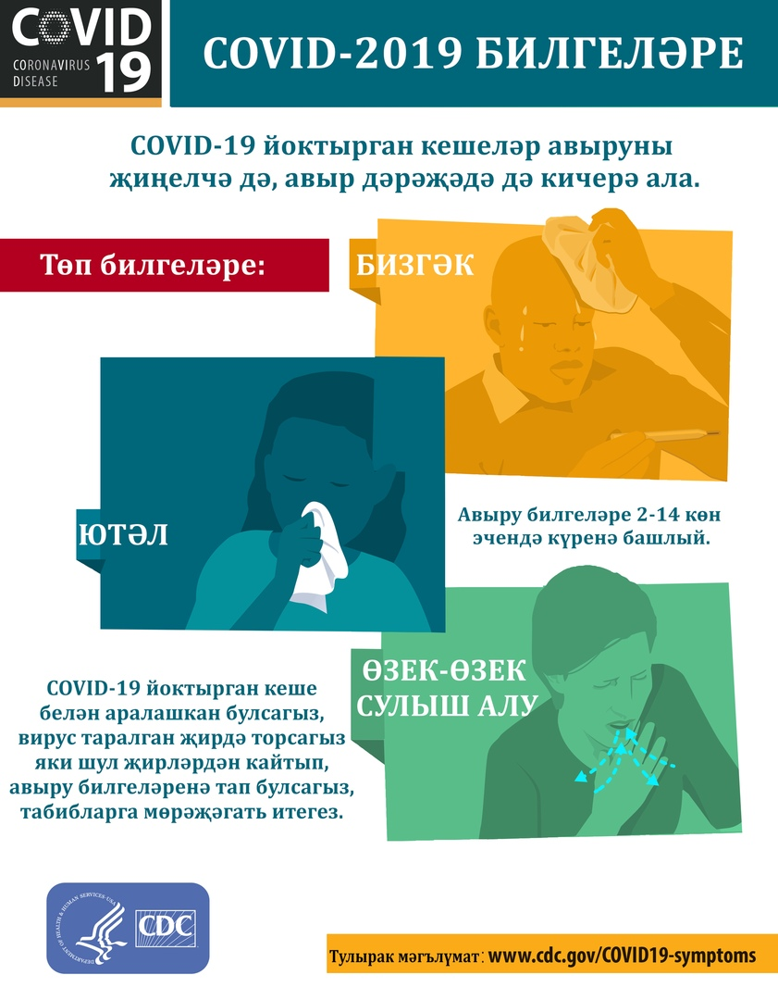 COVID
CORONAVIRUS
DISEASE
19
COVID-2019 БИЛГЕЛӘРЕ
COVID-19 йоктырган кешеләр авыруны
җиңелчә дә, авыр дәрәҗәдә дә кичерә ала.
Төп билгеләре:
БИЗГӘК
ЮТӘЛ
Авыру билгеләре 2-14 көн
эчендә күренә башлый.
ӨЗЕК-ӨЗЕК
СУЛЫШ АЛУ
COVID-19 йоктырган кеше
белән аралашкан булсагыз,
вирус таралган җирдә торсагыз
яки шул җирләрдән кайтып,
авыру билгеләренә тап булсагыз,
табибларга мөрәҗәгать итегез.
DEPARTMENT OF HEALTH & HUMAN SERVICES·USA
CDC
Тулырак мәгълүмат: www.cdc.gov/COVID19-symptoms